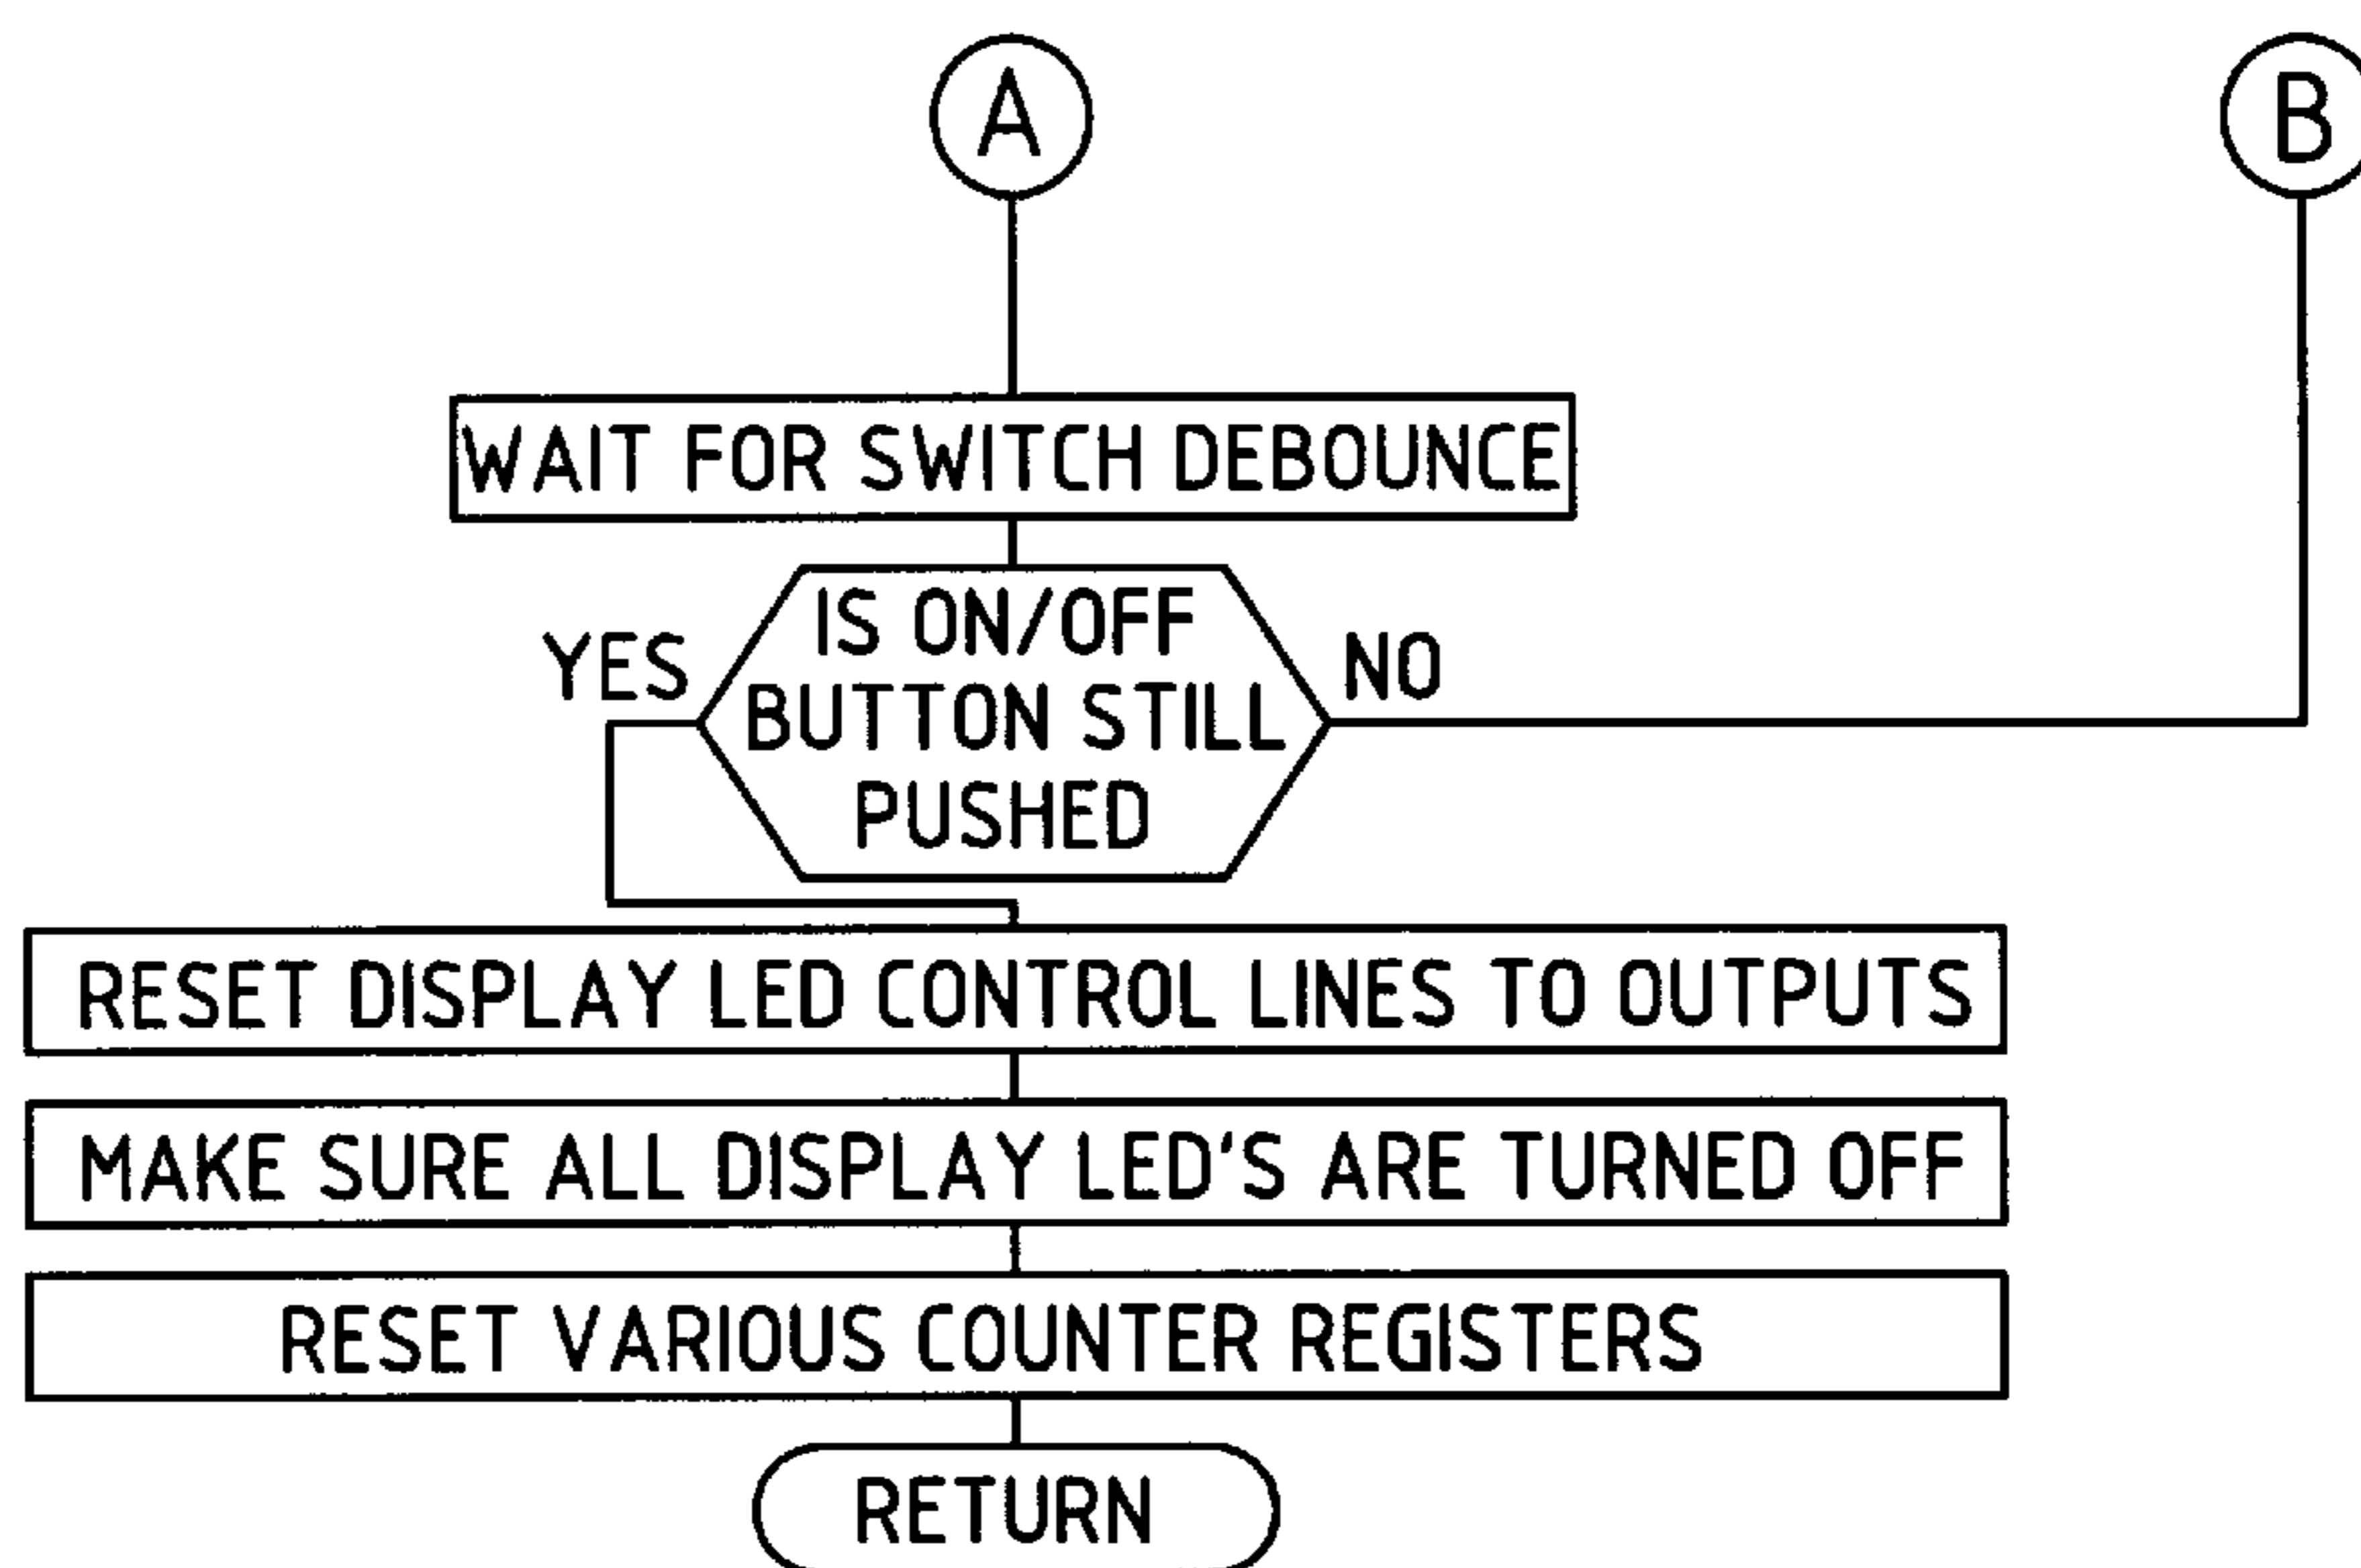 A
B
WAIT FOR SWITCH DEBOUNCE
IS ON/OFF
YES
NO
BUTTON STILL
PUSHED
RESET DISPLAY LED CONTROL LINES TO OUTPUTS
MAKE SURE ALL DISPLAY LED'S ARE TURNED OFF
RESET VARIOUS COUNTER REGISTERS
RETURN